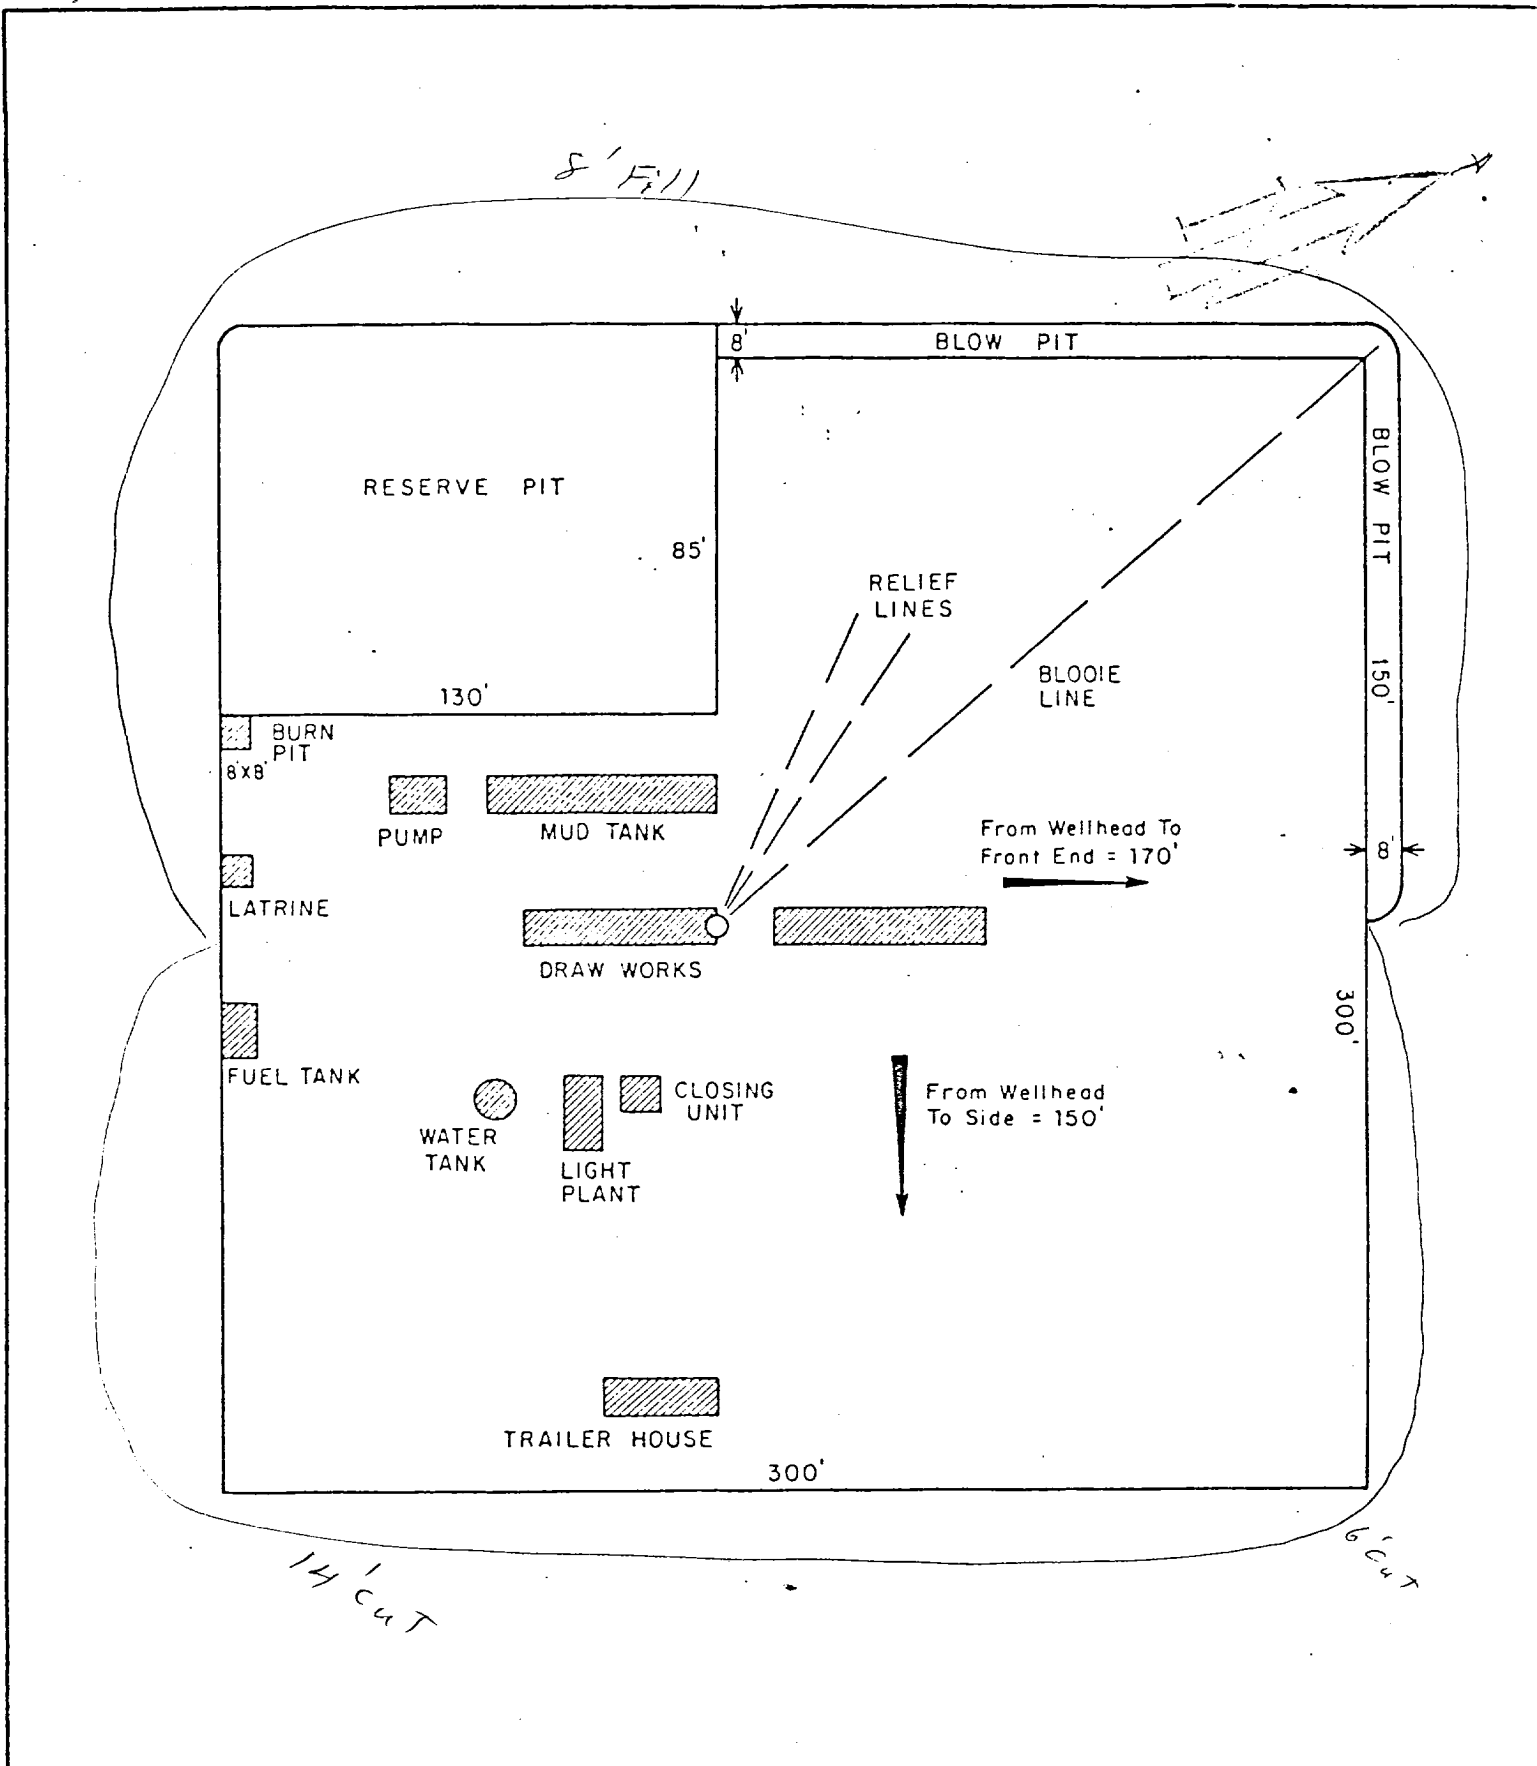 8' Fill
8'
BLOW PIT
BLOW PIT
RESERVE PIT
85'
RELIEF
LINES
130'
BLOOIE
LINE
150'
BURN
PIT
8'X8'
PUMP
MUD TANK
From Wellhead To
Front End = 170'
8'
LATRINE
DRAW WORKS
300'
FUEL TANK
CLOSING
UNIT
From Wellhead
To Side = 150'
WATER
TANK
LIGHT
PLANT
TRAILER HOUSE
300'
14' cut
6' cut